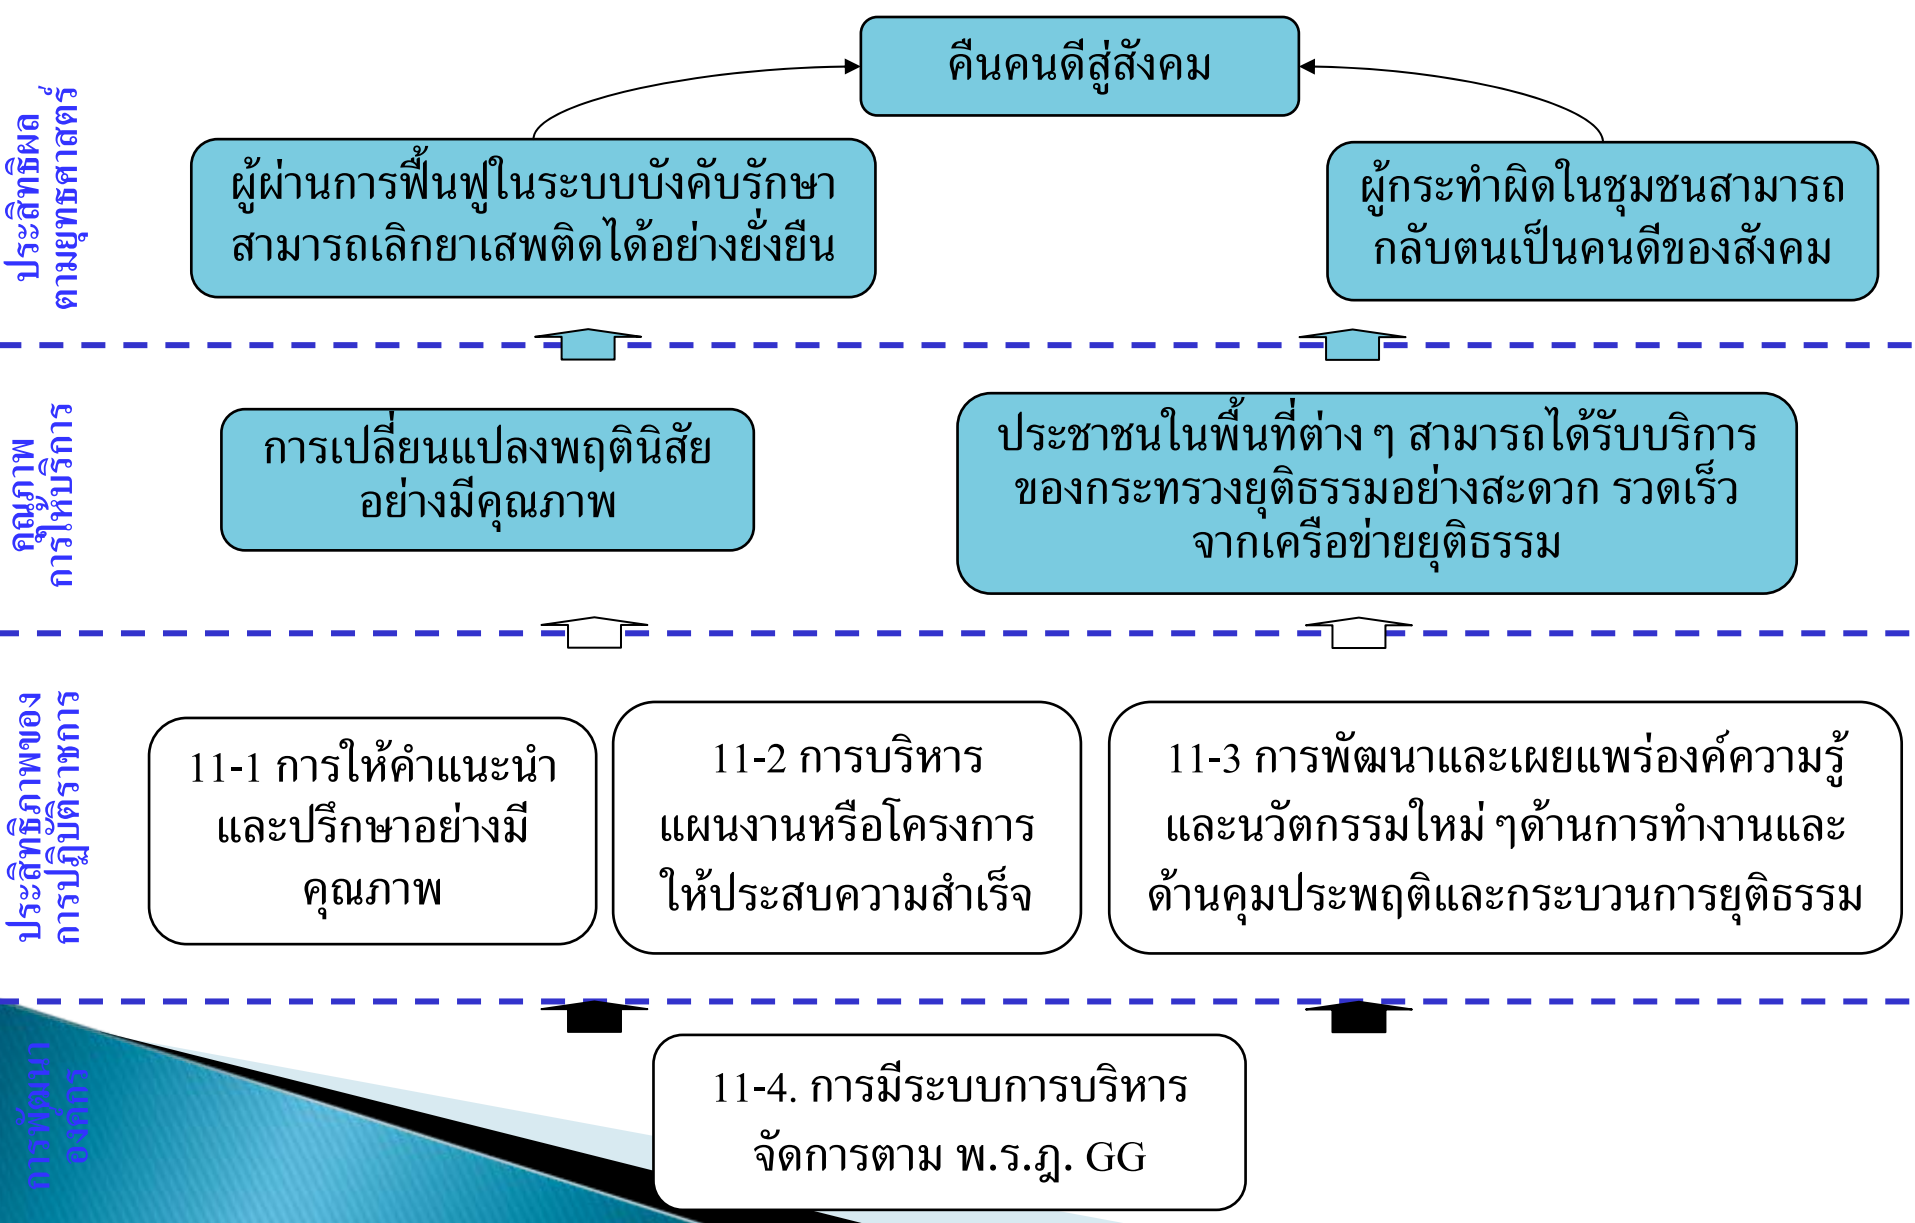 คืนคนดีสู่สังคม
ประสิทธิผล
ตามยุทธศาสตร์
ผู้ผ่านการฟื้นฟูในระบบบังคับรักษา
สามารถเลิกยาเสพติดได้อย่างยั่งยืน
ผู้กระทำผิดในชุมชนสามารถ
กลับตนเป็นคนดีของสังคม
คุณภาพ
การให้บริการ
การเปลี่ยนแปลงพฤตินิสัย
อย่างมีคุณภาพ
ประชาชนในพื้นที่ต่าง ๆ สามารถได้รับบริการ
ของกระทรวงยุติธรรมอย่างสะดวก รวดเร็ว
จากเครือข่ายยุติธรรม
ประสิทธิภาพของ
การปฏิบัติราชการ
11-1 การให้คำแนะนำ
และปรึกษาอย่างมี
คุณภาพ
11-2 การบริหาร
แผนงานหรือโครงการ
ให้ประสบความสำเร็จ
11-3 การพัฒนาและเผยแพร่องค์ความรู้
และนวัตกรรมใหม่ ๆด้านการทำงานและ
ด้านคุมประพฤติและกระบวนการยุติธรรม
การพัฒนา
องค์กร
11-4. การมีระบบการบริหาร
จัดการตาม พ.ร.ฎ. GG